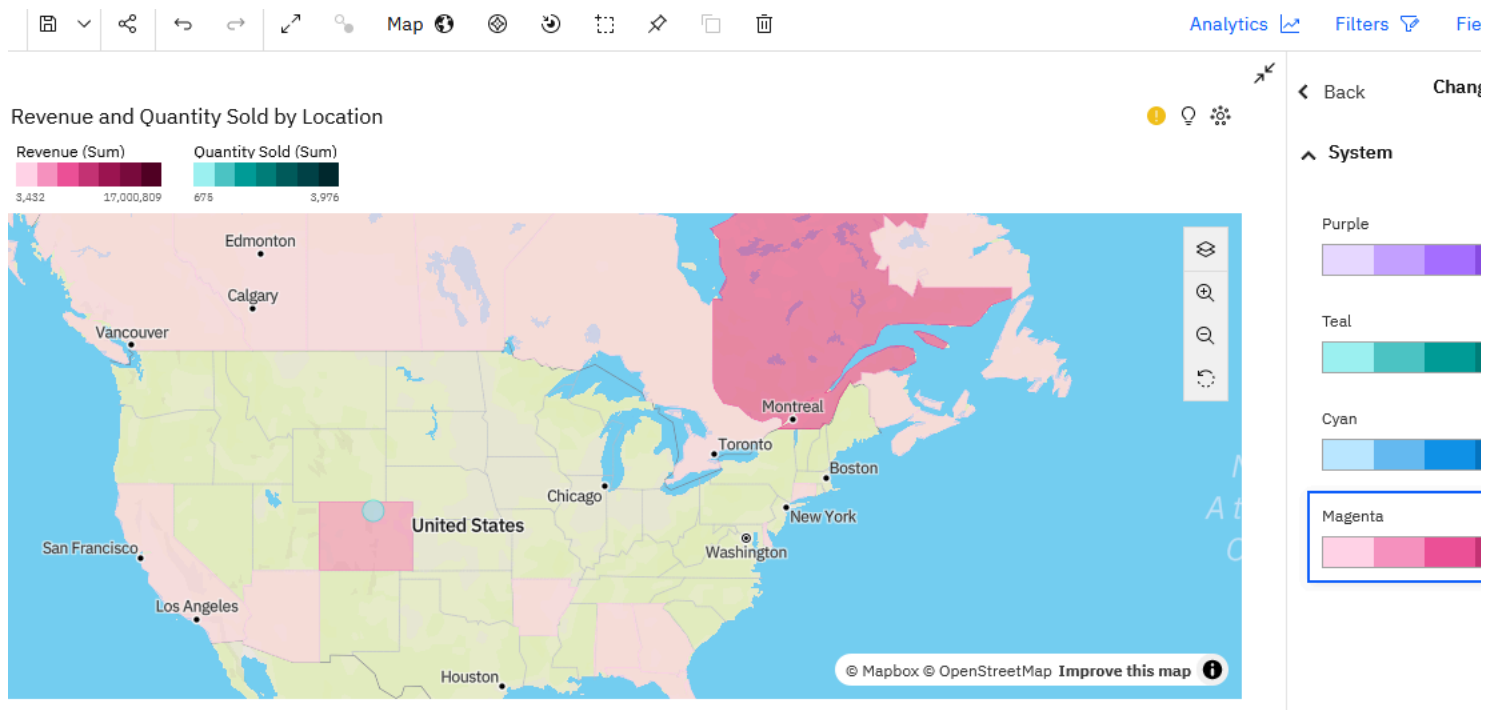 Map
Analytics Filters Fie
Back Chang
Revenue and Quantity Sold by Location
System
Revenue (Sum) Quantity Sold (Sum)
3,432 17,000,809 675 3,976
Purple
Edmonton
Calgary
Teal
Vancouver
Montreal
Cyan
Toronto
Boston
Chicago
New York
At
Magenta
United States
San Francisco
Washington
Los Angeles
Houston
© Mapbox © OpenStreetMap Improve this map